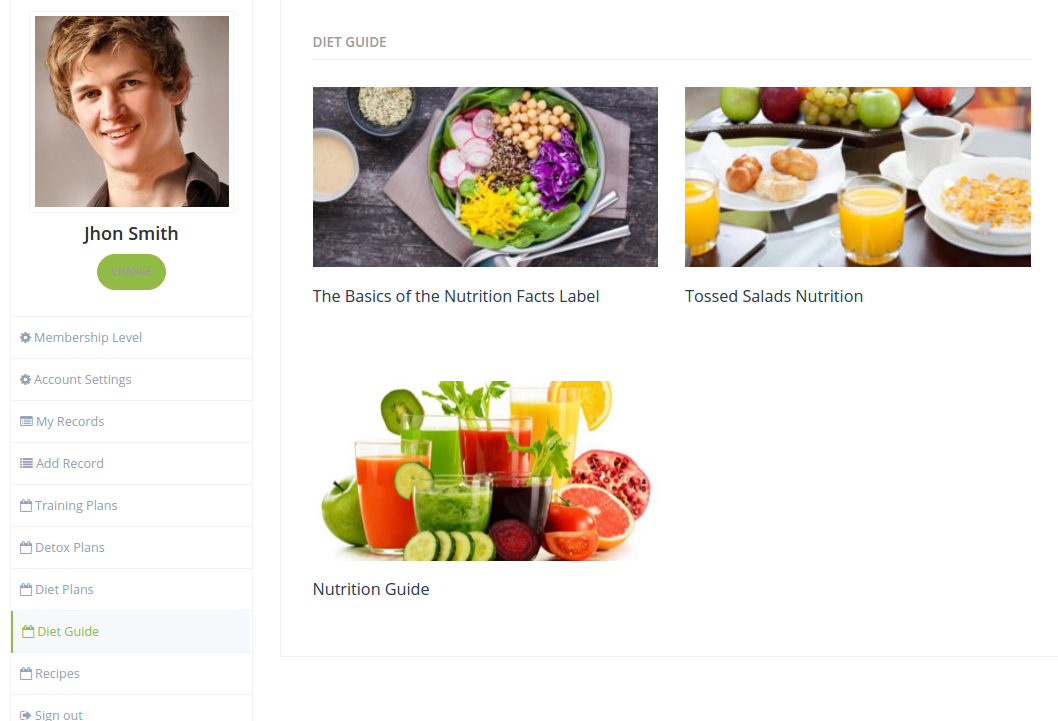 Jhon Smith
Membership Level
Account Settings
My Records
Add Record
Training Plans
Detox Plans
Diet Plans
Diet Guide
Recipes
Sign out
DIET GUIDE
The Basics of the Nutrition Facts Label
Tossed Salads Nutrition
Nutrition Guide